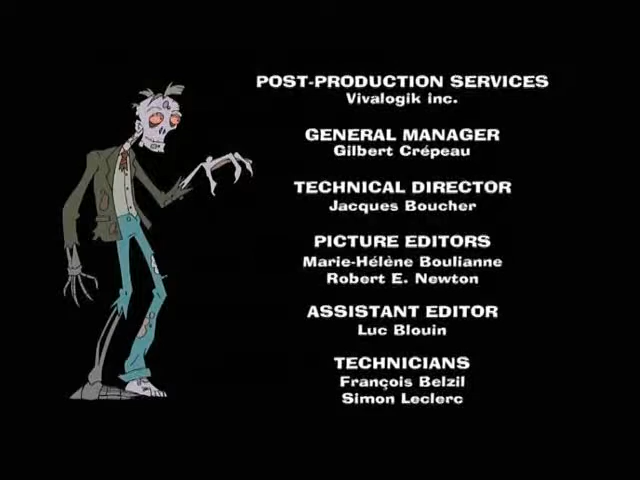 POST-PRODUCTION SERVICES
Vivalogik inc.
GENERAL MANAGER
Gilbert Crépeau
TECHNICAL DIRECTOR
Jacques Boucher
PICTURE EDITORS
Marie-Hélène Boulianne
Robert E. Newton
ASSISTANT EDITOR
Luc Blouin
TECHNICIANS
François Belzil
Simon Leclerc